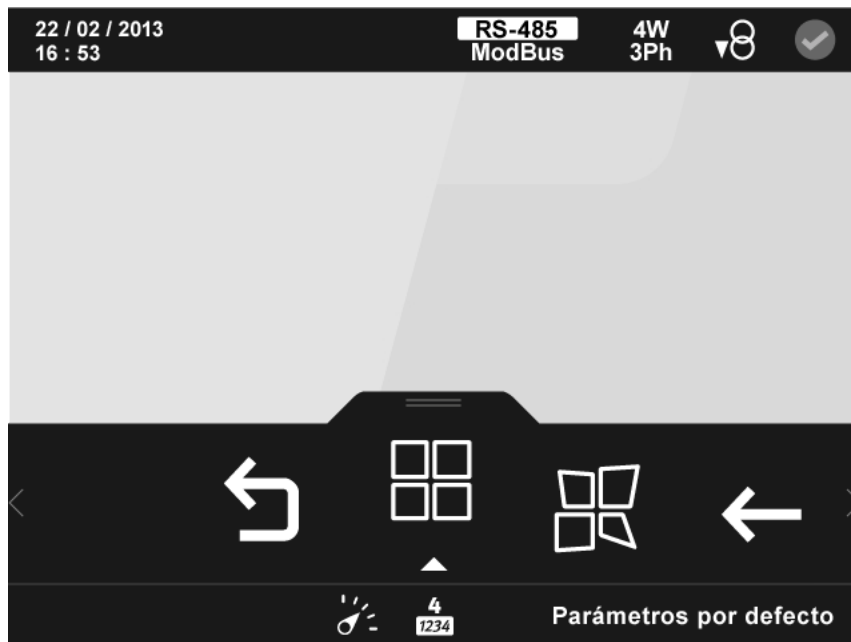 22 / 02 / 2013
16 : 53
RS-485
ModBus
4W
3Ph
4
1234
Parámetros por defecto